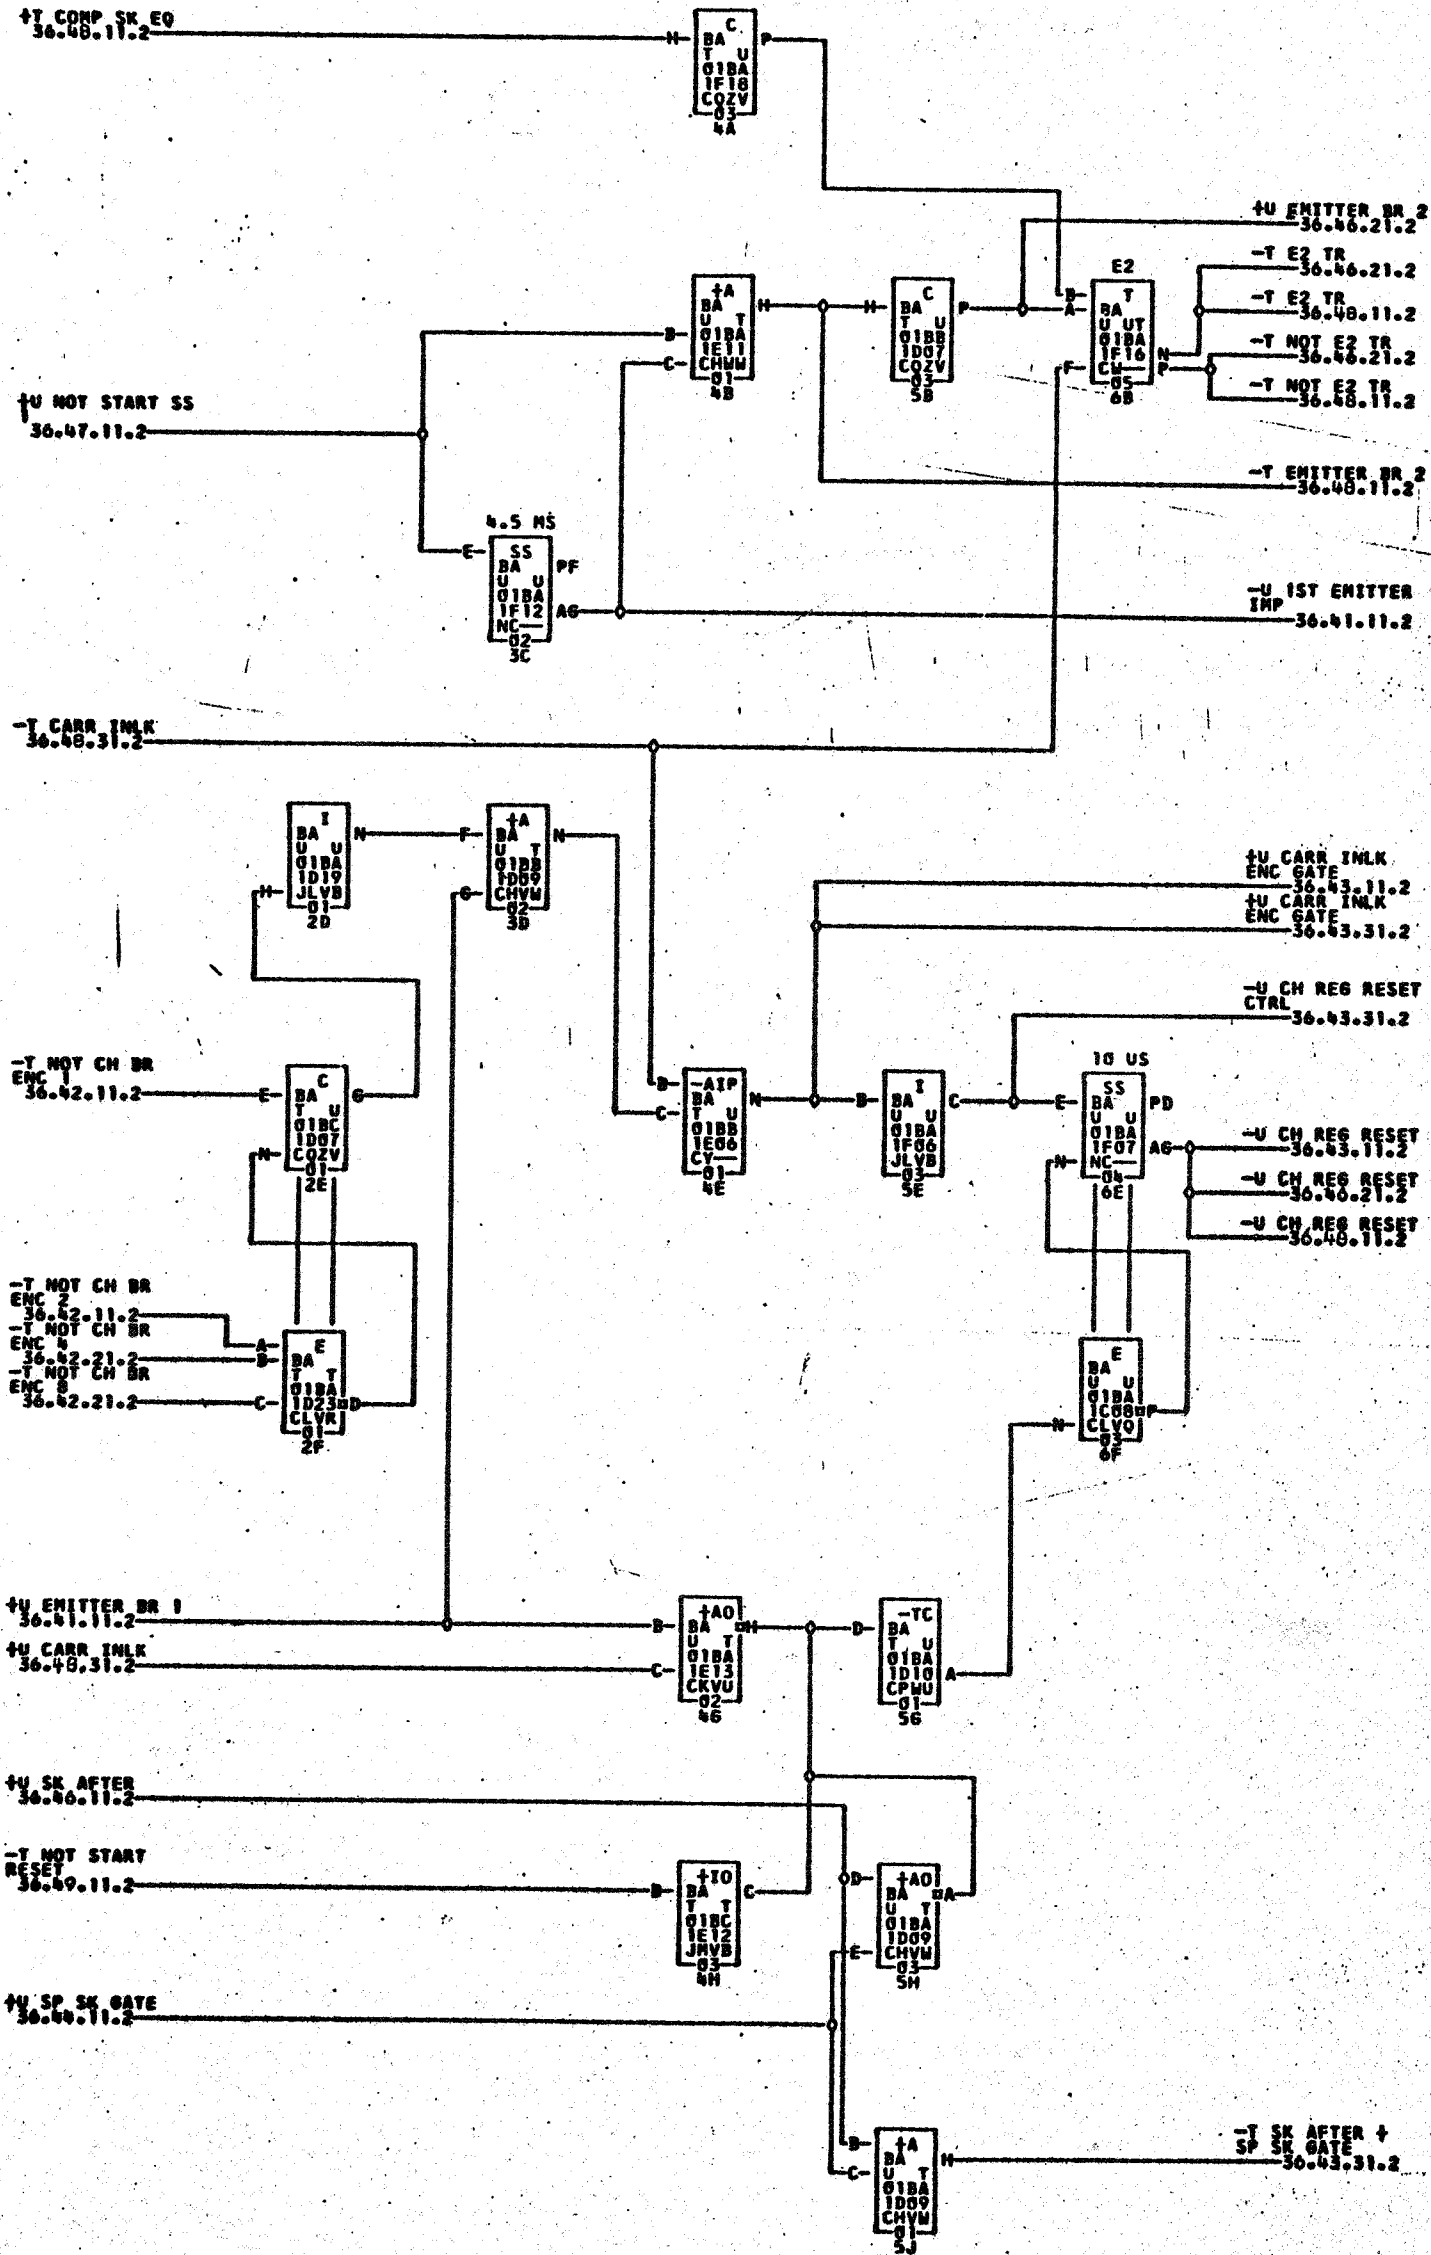 +T COMP SK EQ
36.48.11.2
H
C
BA
P
T U
01BA
1F18
CQZV
03
4A
+U EMITTER BR 2
36.46.21.2
-T E2 TR
36.46.21.2
-T E2 TR
36.48.11.2
-T NOT E2 TR
36.46.21.2
-T NOT E2 TR
36.48.11.2
E2
B
A
T
BA
U UT
01BA
1F16
N
F
CW
P
05
6B
+A
BA
H
U T
B
01BA
1E11
C
CHWW
01
4B
H
C
BA
P
T U
01BB
1D07
CQZV
03
5B
+U NOT START SS
36.47.11.2
-T EMITTER BR 2
36.48.11.2
4.5 MS
E
SS
BA
PF
U U
01BA
1F12
AG
NC
02
3C
-U 1ST EMITTER
IMP
36.41.11.2
-T CARR INLK
36.48.31.2
I
BA
N
U U
01BA
1D19
H
JLVB
01
2D
+A
F
BA
N
U T
01BB
1D09
G
CHVW
02
3D
+U CARR INLK
ENC GATE
36.43.11.2
+U CARR INLK
ENC GATE
36.43.31.2
-U CH REG RESET
CTRL
36.43.31.2
-T NOT CH BR
ENC 1
36.42.11.2
E
C
BA
G
T U
01BC
1D07
N
CQZV
01
2E
B
-AIP
BA
N
C
T U
01BB
1E06
CY
01
4E
I
B
BA
C
U U
01BA
1F06
JLVB
03
5E
10 US
SS
E
BA
PD
U U
01BA
1F07
AG
N
NC
04
6E
-U CH REG RESET
36.43.11.2
-U CH REG RESET
36.46.21.2
-U CH REG RESET
36.48.11.2
-T NOT CH BR
ENC 2
36.42.11.2
-T NOT CH BR
ENC 4
36.42.21.2
-T NOT CH BR
ENC 8
36.42.21.2
A
B
C
E
BA
T T
01BA
1D23
D
CLVR
01
2F
E
BA
U U
01BA
1C08
P
N
CLVQ
03
6F
+U EMITTER BR 1
36.41.11.2
+U CARR INLK
36.48.31.2
B
C
+AO
BA
H
U T
01BA
1E13
CKVU
02
4G
D
-TC
BA
T U
01BA
1D10
A
CPWU
01
5G
+U SK AFTER
36.46.11.2
-T NOT START
RESET
36.49.11.2
B
+IO
BA
C
T T
01BC
1E12
JMVB
03
4H
D
+AO
BA
A
U T
01BA
1D09
E
CHVW
03
5H
+U SP SK GATE
36.44.11.2
B
C
+A
BA
H
U T
01BA
1D09
CHVW
01
5J
-T SK AFTER +
SP SK GATE
36.43.31.2